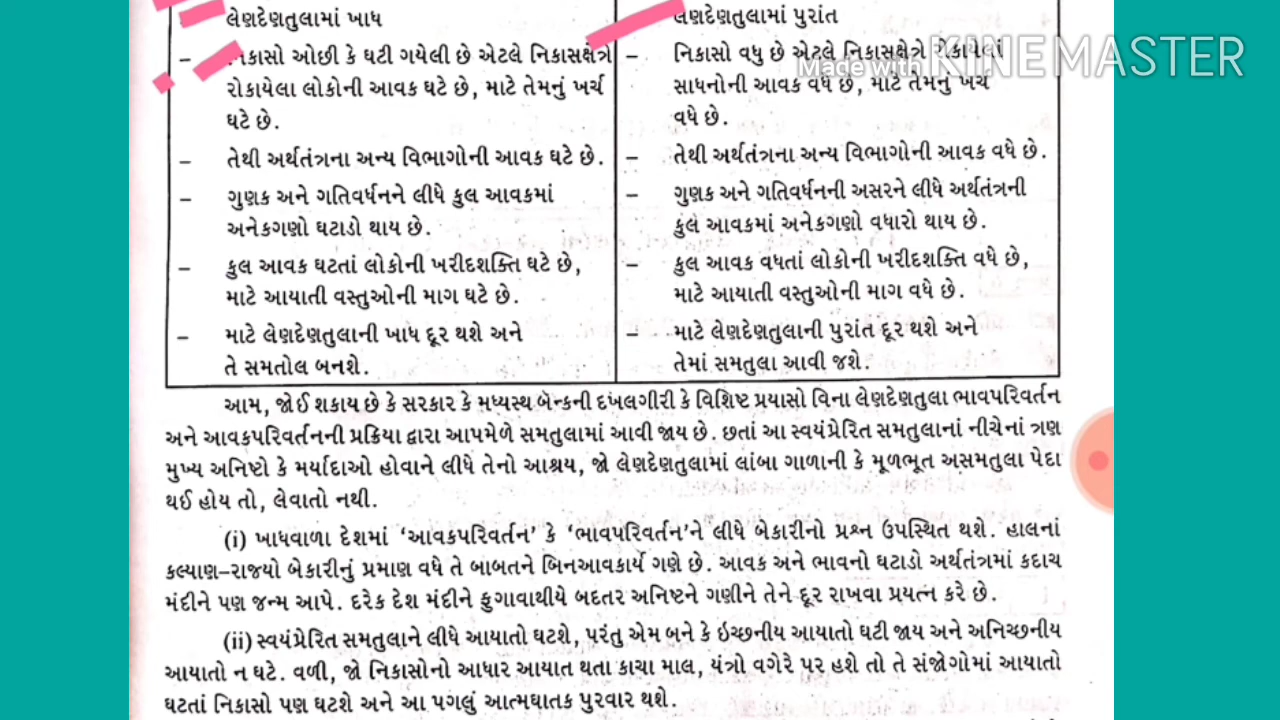 લેણદેણતુલામાં ખાધ
– નિકાસો ઓછી કે ઘટી ગયેલી છે એટલે નિકાસક્ષેત્રે
રોકાયેલા લોકોની આવક ઘટે છે, માટે તેમનું ખર્ચ
ઘટે છે.
– તેથી અર્થતંત્રના અન્ય વિભાગોની આવક ઘટે છે.
– ગુણક અને ગતિવર્ધનને લીધે કુલ આવકમાં
અનેકગણો ઘટાડો થાય છે.
– કુલ આવક ઘટતાં લોકોની ખરીદશક્તિ ઘટે છે,
માટે આયાતી વસ્તુઓની માગ ઘટે છે.
– માટે લેણદેણતુલાની ખાધ દૂર થશે અને
તે સમતોલ બનશે.
લેણદેણતુલામાં પુરાંત
– નિકાસો વધુ છે એટલે નિકાસક્ષેત્રે રોકાયેલાં
સાધનોની આવક વધે છે, માટે તેમનું ખર્ચ
વધે છે.
– તેથી અર્થતંત્રના અન્ય વિભાગોની આવક વધે છે.
– ગુણક અને ગતિવર્ધનની અસરને લીધે અર્થતંત્રની
કુલ આવકમાં અનેકગણો વધારો થાય છે.
– કુલ આવક વધતાં લોકોની ખરીદશક્તિ વધે છે,
માટે આયાતી વસ્તુઓની માગ વધે છે.
– માટે લેણદેણતુલાની પુરાંત દૂર થશે અને
તેમાં સમતુલા આવી જશે.
Made with KINEMASTER
આમ, જોઈ શકાય છે કે સરકાર કે મધ્યસ્થ બેન્કની દખલગીરી કે વિશિષ્ટ પ્રયાસો વિના લેણદેણતુલા ભાવપરિવર્તન
અને આવકપરિવર્તનની પ્રક્રિયા દ્વારા આપમેળે સમતુલામાં આવી જાય છે. છતાં આ સ્વયંપ્રેરિત સમતુલાનાં નીચેનાં ત્રણ
મુખ્ય અનિષ્ટો કે મર્યાદાઓ હોવાને લીધે તેનો આશ્રય, જો લેણદેણતુલામાં લાંબા ગાળાની કે મૂળભૂત અસમતુલા પેદા
થઈ હોય તો, લેવાતો નથી.
(i) ખાધવાળા દેશમાં ‘આવકપરિવર્તન’ કે ‘ભાવપરિવર્તન’ને લીધે બેકારીનો પ્રશ્ન ઉપસ્થિત થશે. હાલનાં
કલ્યાણ–રાજ્યો બેકારીનું પ્રમાણ વધે તે બાબતને બિનઆવકાર્ય ગણે છે. આવક અને ભાવનો ઘટાડો અર્થતંત્રમાં કદાચ
મંદીને પણ જન્મ આપે. દરેક દેશ મંદીને ફુગાવાથીયે બદતર અનિષ્ટને ગણીને તેને દૂર રાખવા પ્રયત્ન કરે છે.
(ii) સ્વયંપ્રેરિત સમતુલાને લીધે આયાતો ઘટશે, પરંતુ એમ બને કે ઇચ્છનીય આયાતો ઘટી જાય અને અનિચ્છનીય
આયાતો ન ઘટે. વળી, જો નિકાસોનો આધાર આયાત થતા કાચા માલ, યંત્રો વગેરે પર હશે તો તે સંજોગોમાં આયાતો
ઘટતાં નિકાસો પણ ઘટશે અને આ પગલું આત્મઘાતક પુરવાર થશે.